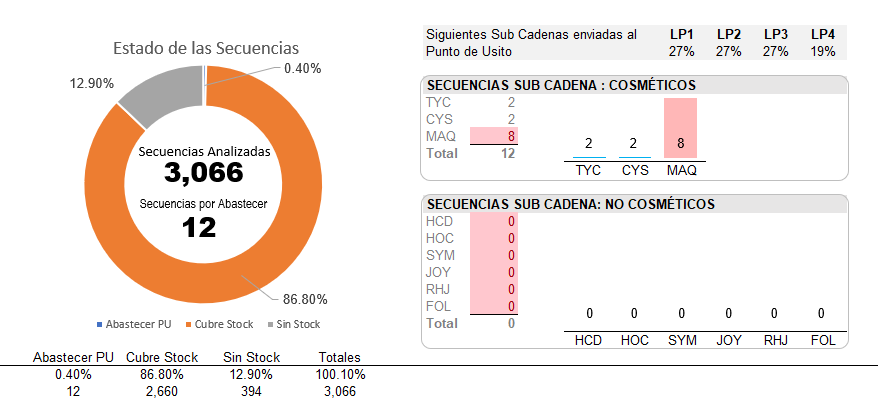 Estado de las Secuencias
0.40%
12.90%
Secuencias Analizadas
3,066
Secuencias por Abastecer
12
86.80%
Abastecer PU Cubre Stock Sin Stock
Abastecer PU Cubre Stock Sin Stock Totales
0.40% 86.80% 12.90% 100.10%
12 2,660 394 3,066
Siguientes Sub Cadenas enviadas al LP1 LP2 LP3 LP4
Punto de Usito 27% 27% 27% 19%
SECUENCIAS SUB CADENA : COSMÉTICOS
TYC 2
CYS 2
MAQ 8
Total 12
2 2 8
TYC CYS MAQ
SECUENCIAS SUB CADENA: NO COSMÉTICOS
HCD 0
HOC 0
SYM 0
JOY 0
RHJ 0
FOL 0
Total 0
0 0 0 0 0 0
HCD HOC SYM JOY RHJ FOL